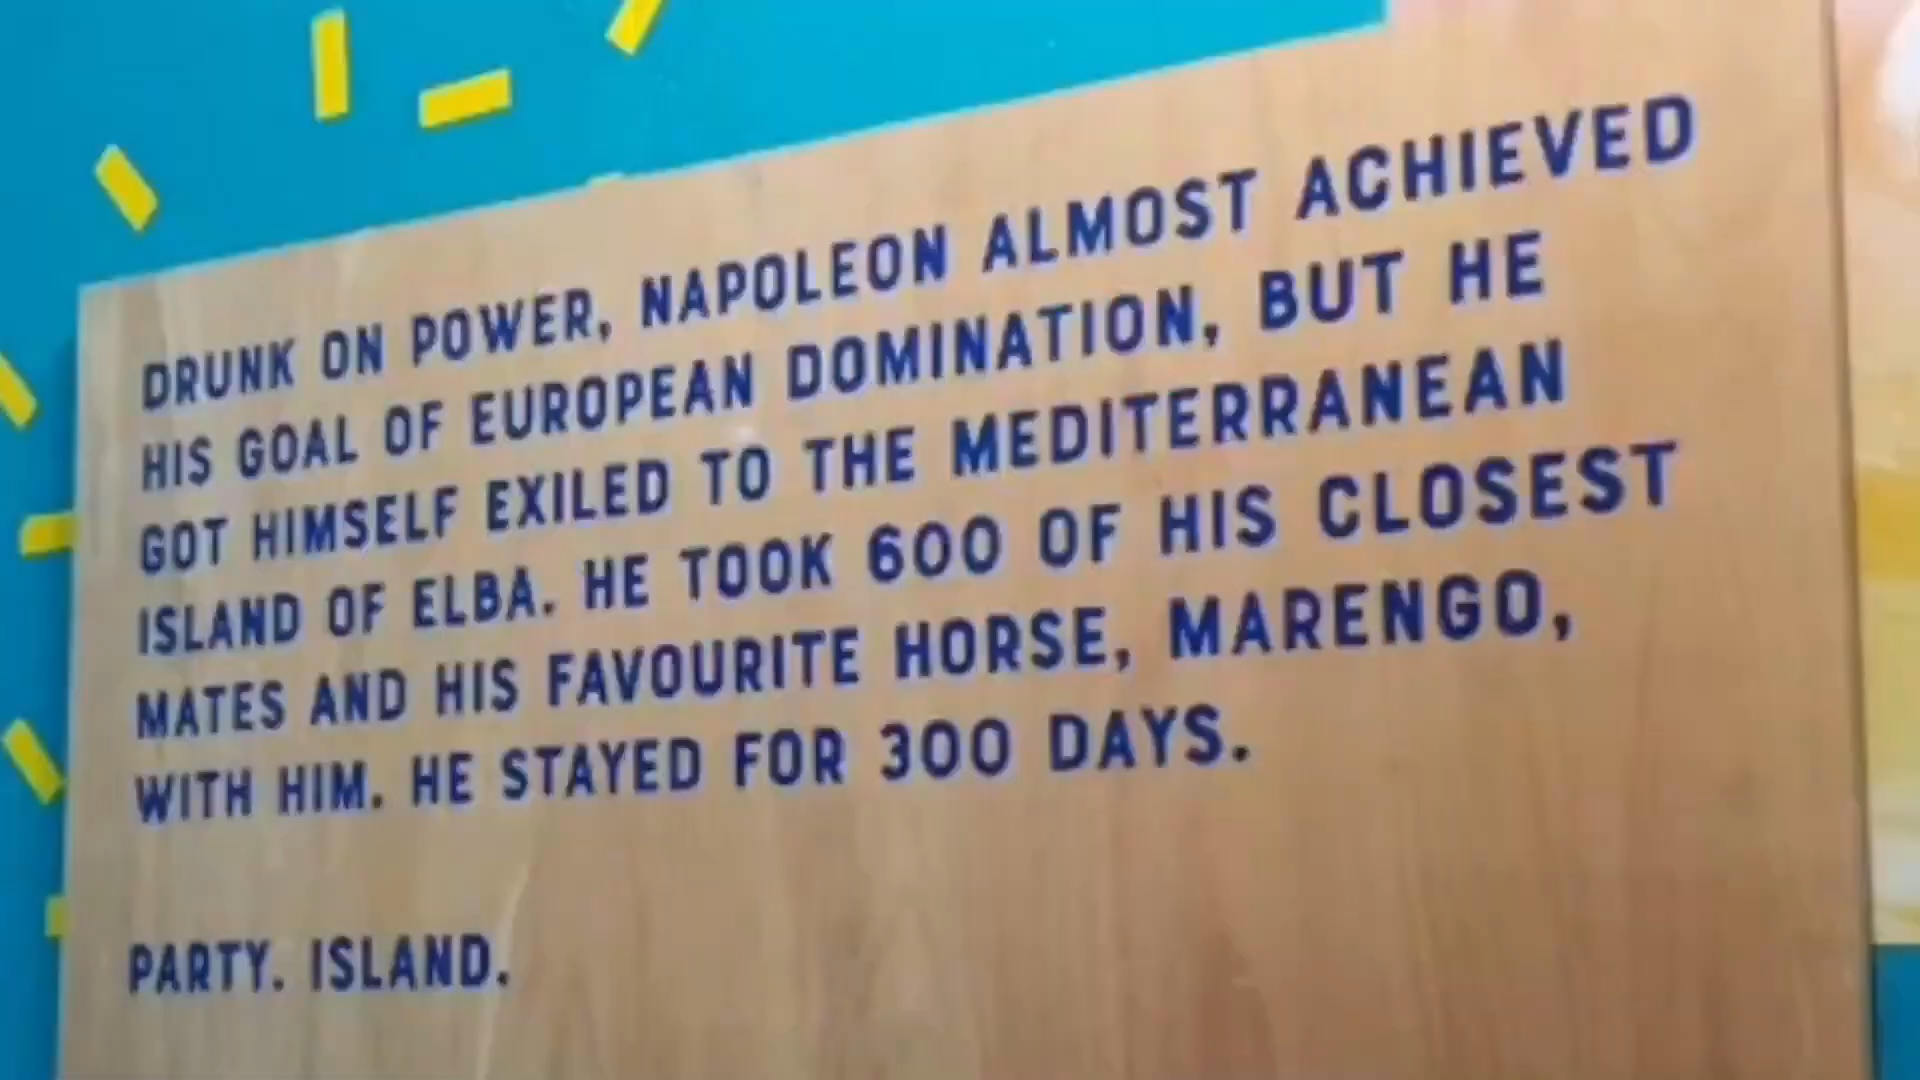 DRUNK ON POWER, NAPOLEON ALMOST ACHIEVED
HIS GOAL OF EUROPEAN DOMINATION, BUT HE
GOT HIMSELF EXILED TO THE MEDITERRANEAN
ISLAND OF ELBA. HE TOOK 600 OF HIS CLOSEST
MATES AND HIS FAVOURITE HORSE, MARENGO,
WITH HIM. HE STAYED FOR 300 DAYS.
PARTY. ISLAND.